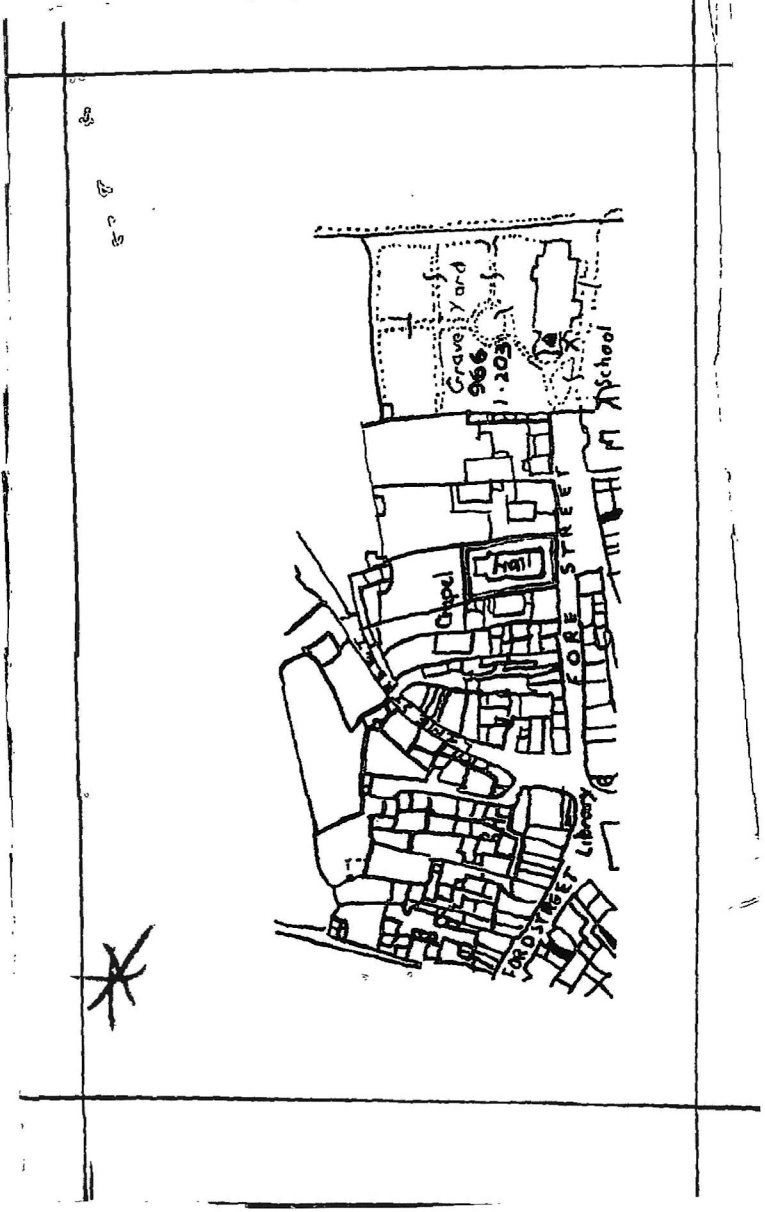 Grave Yard
966
1.203
School
Chapel
Hall
FORE STREET
Library
FORD STREET